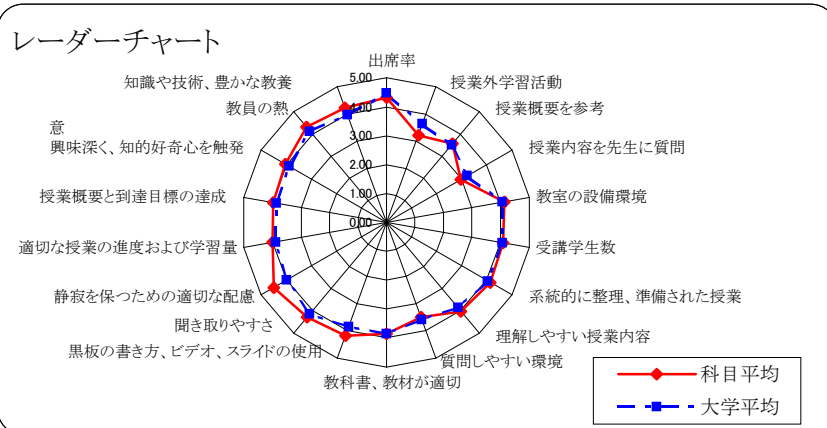 レーダーチャート
出席率
授業外学習活動
授業概要を参考
授業内容を先生に質問
教室の設備環境
受講学生数
系統的に整理、準備された授業
理解しやすい授業内容
質問しやすい環境
教科書、教材が適切
黒板の書き方、ビデオ、スライドの使用
聞き取りやすさ
静寂を保つための適切な配慮
適切な授業の進度および学習量
授業概要と到達目標の達成
興味深く、知的好奇心を触発
教員の熱
意
知識や技術、豊かな教養
5.00
4.00
3.00
2.00
1.00
0.00
科目平均
大学平均